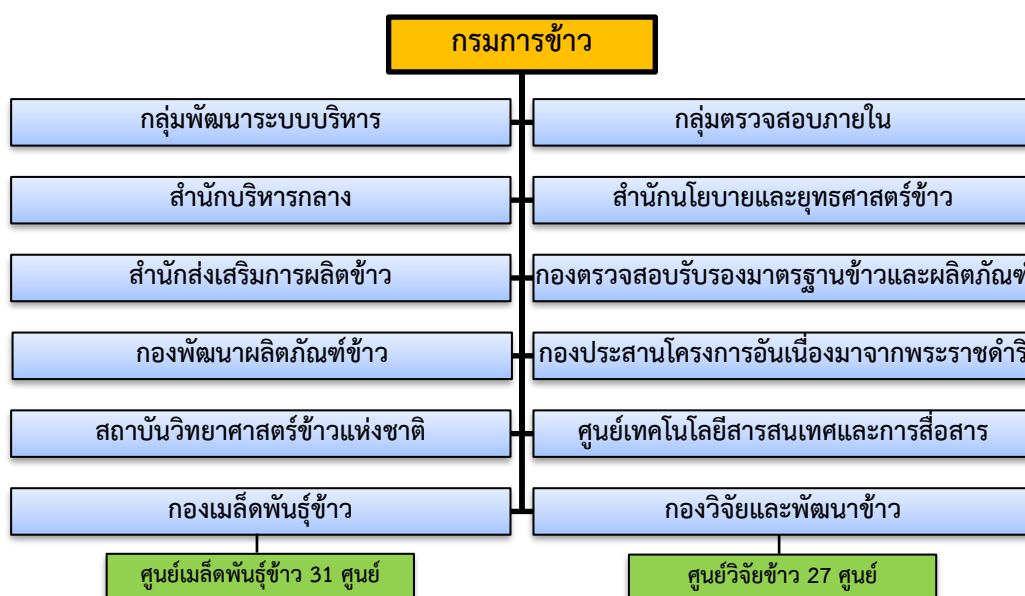 กรมการข้าว
กลุ่มพัฒนาระบบบริหาร
กลุ่มตรวจสอบภายใน
สำนักบริหารกลาง
สำนักนโยบายและยุทธศาสตร์ข้าว
สำนักส่งเสริมการผลิตข้าว
กองตรวจสอบรับรองมาตรฐานข้าวและผลิตภัณฑ์
กองพัฒนาผลิตภัณฑ์ข้าว
กองประสานโครงการอันเนื่องมาจากพระราชดำริ
สถาบันวิทยาศาสตร์ข้าวแห่งชาติ
ศูนย์เทคโนโลยีสารสนเทศและการสื่อสาร
กองเมล็ดพันธุ์ข้าว
กองวิจัยและพัฒนาข้าว
ศูนย์เมล็ดพันธุ์ข้าว 31 ศูนย์
ศูนย์วิจัยข้าว 27 ศูนย์